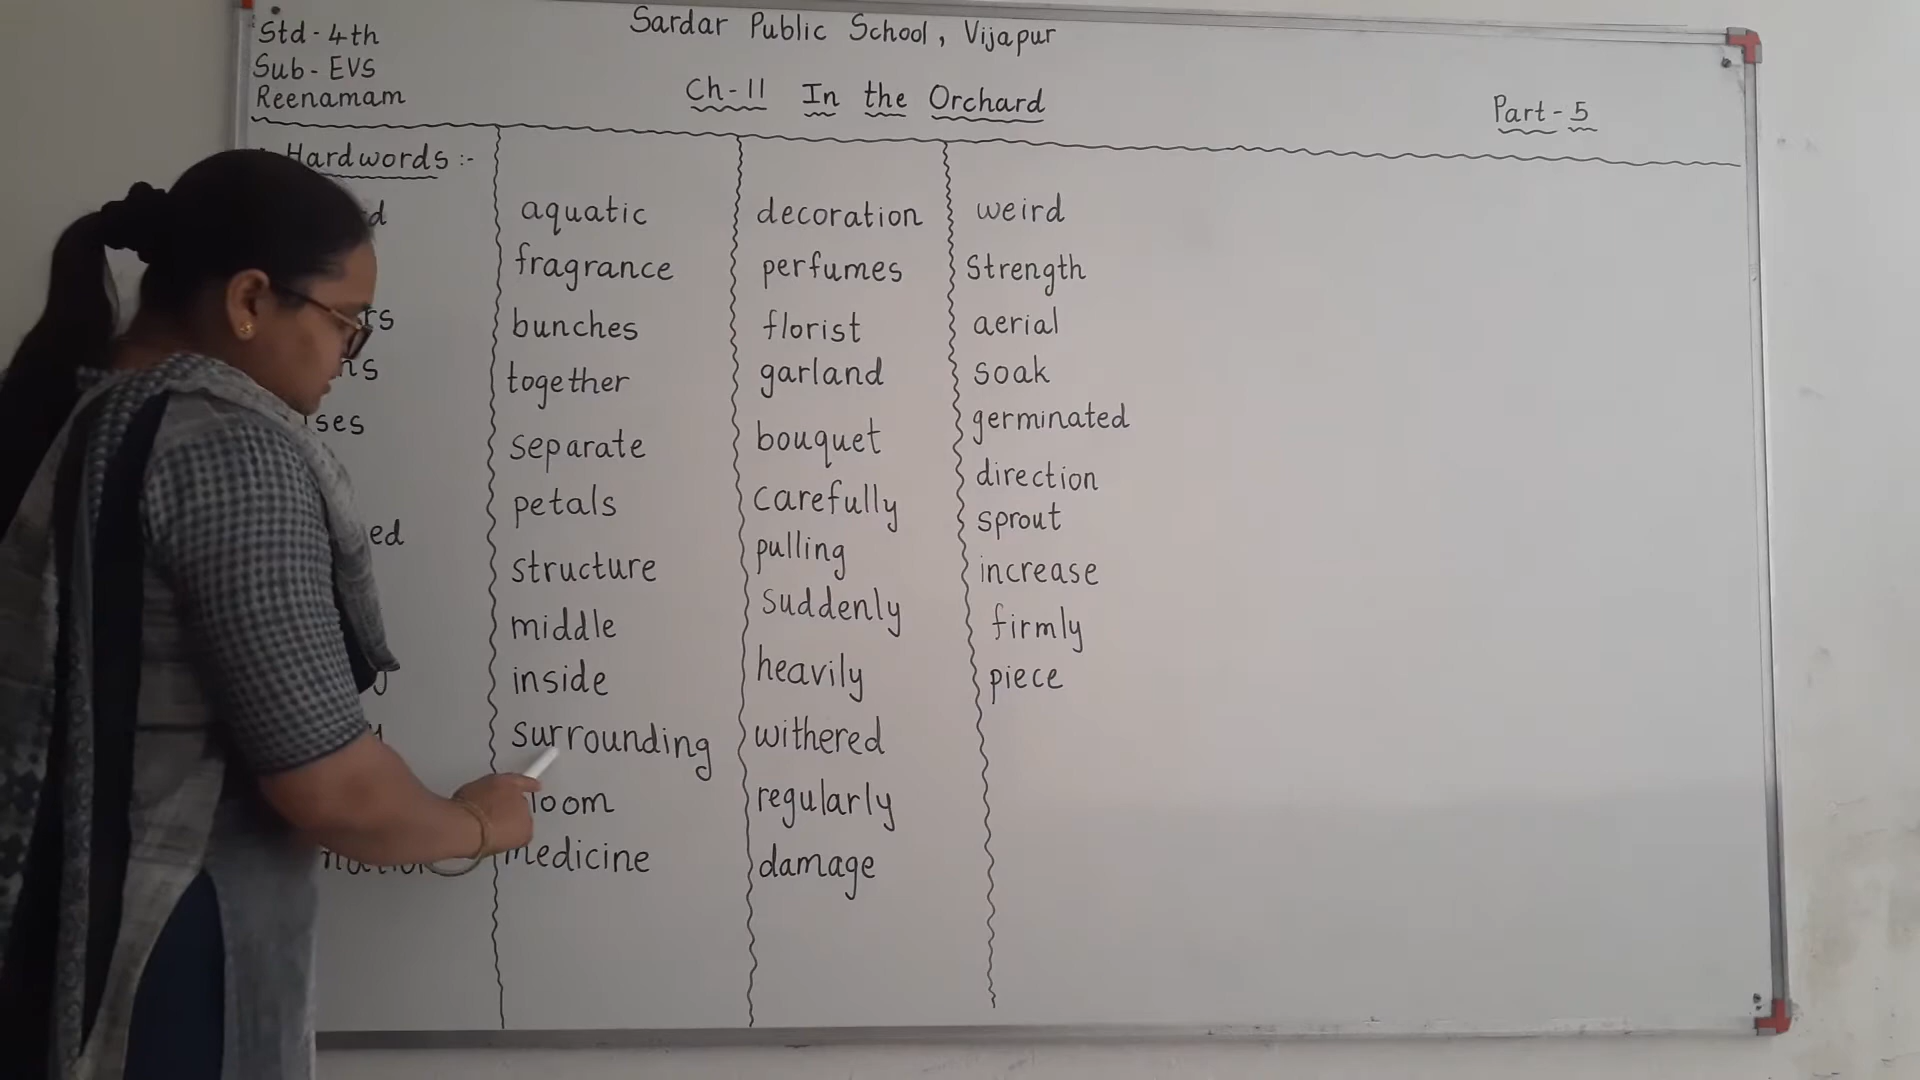 Std - 4th
Sub - EVS
Reenamam
Sardar Public School, Vijapur
Ch-11 In the Orchard
Part - 5
Hardwords :-
aquatic
fragrance
bunches
together
separate
petals
structure
middle
inside
surrounding
medicine
decoration
perfumes
florist
garland
bouquet
carefully
pulling
suddenly
heavily
withered
regularly
damage
weird
Strength
aerial
soak
germinated
direction
sprout
increase
firmly
piece